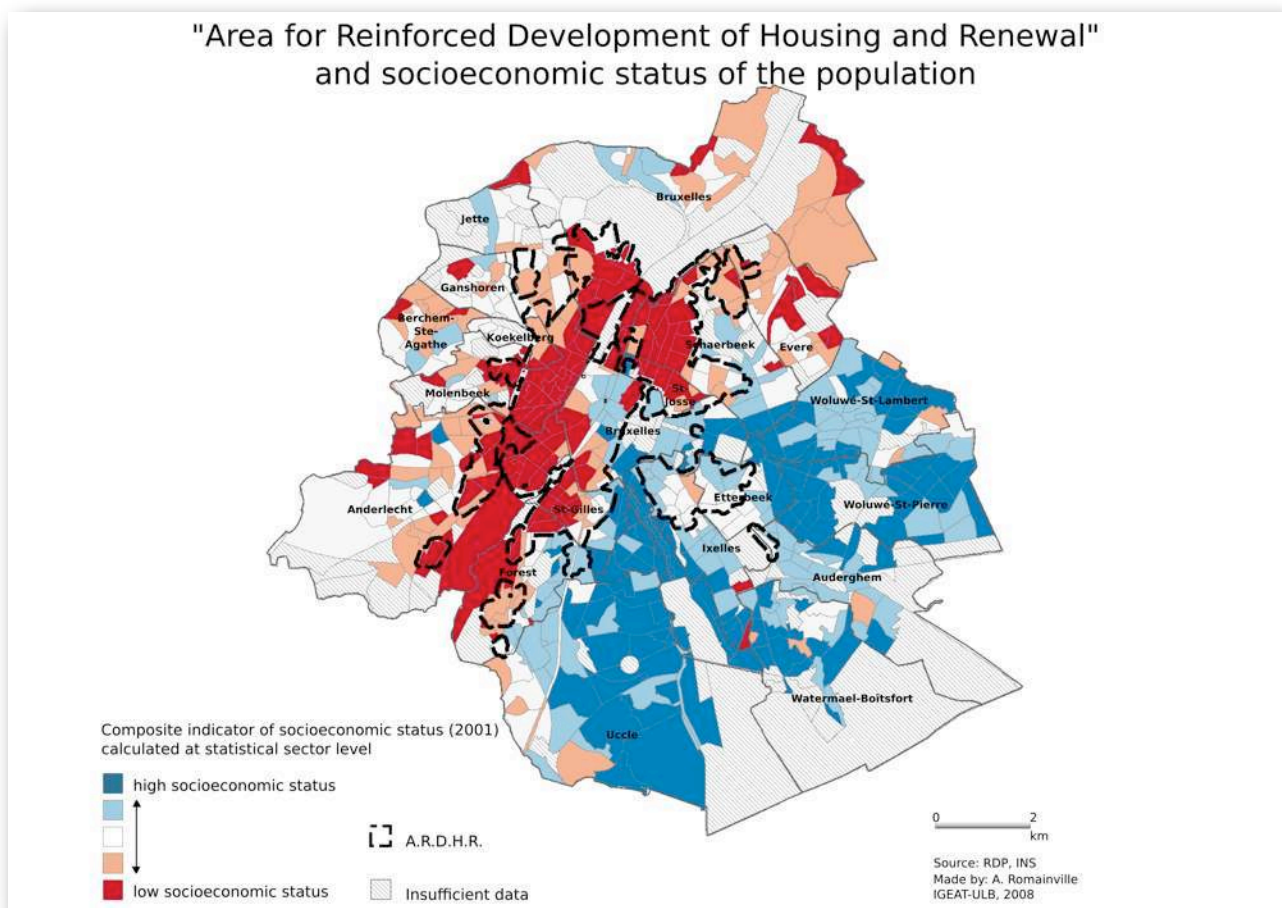 "Area for Reinforced Development of Housing and Renewal"
and socioeconomic status of the population
Bruxelles
Jette
Ganshoren
Berchem-
Ste-
Agathe
Koekelberg
Schaerbeek
Evere
Molenbeek
St-
Josse
Woluwé-St-Lambert
Bruxelles
Anderlecht
St-Gilles
Etterbeek
Woluwé-St-Pierre
Ixelles
Forest
Auderghem
Watermael-Boïtsfort
Uccle
Composite indicator of socioeconomic status (2001)
calculated at statistical sector level
high socioeconomic status
low socioeconomic status
A.R.D.H.R.
Insufficient data
0 2
km
Source: RDP, INS
Made by: A. Romainville
IGEAT-ULB, 2008